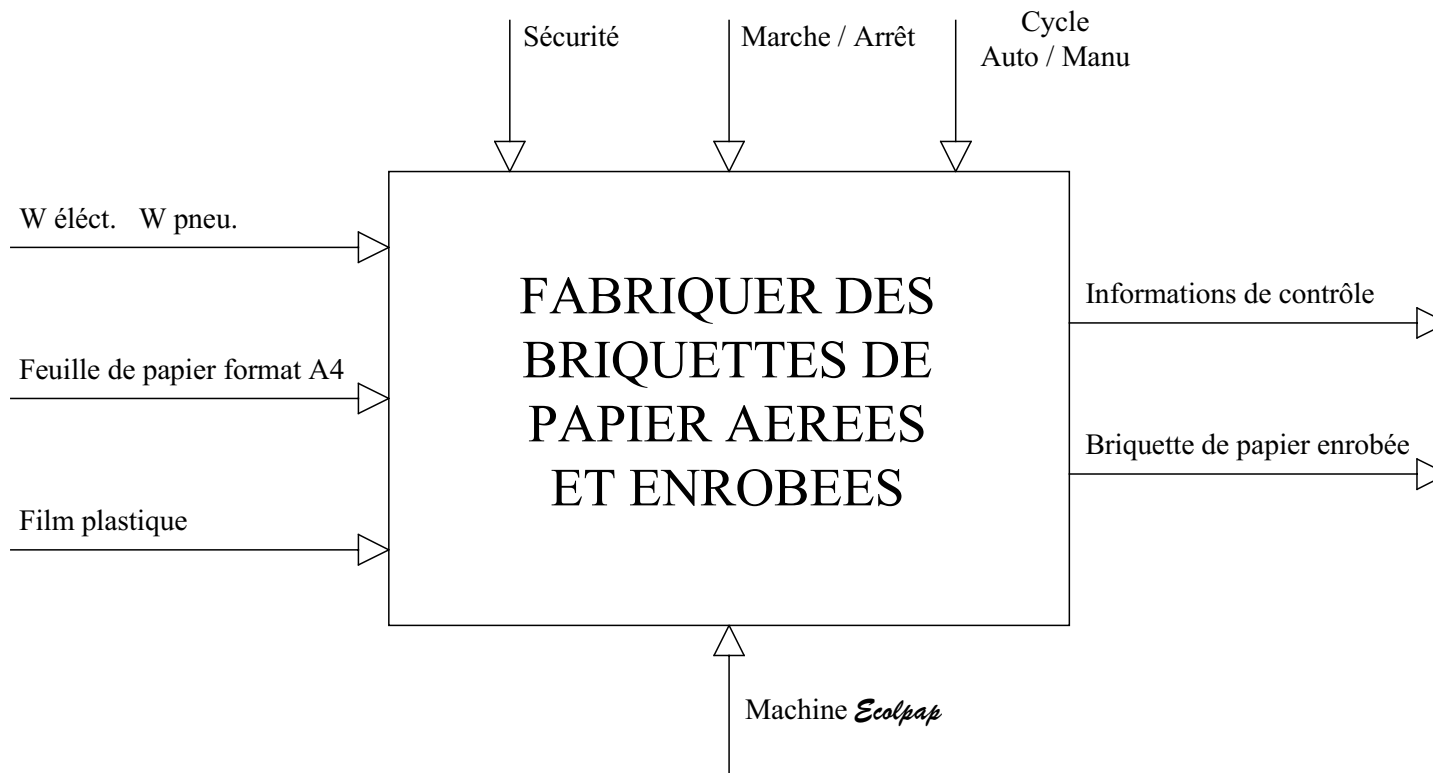 Sécurité
Marche / Arrêt
Cycle
Auto / Manu
W éléct. W pneu.
Feuille de papier format A4
Film plastique
FABRIQUER DES
BRIQUETTES DE
PAPIER AEREES
ET ENROBEES
Informations de contrôle
Briquette de papier enrobée
Machine Ecolpap